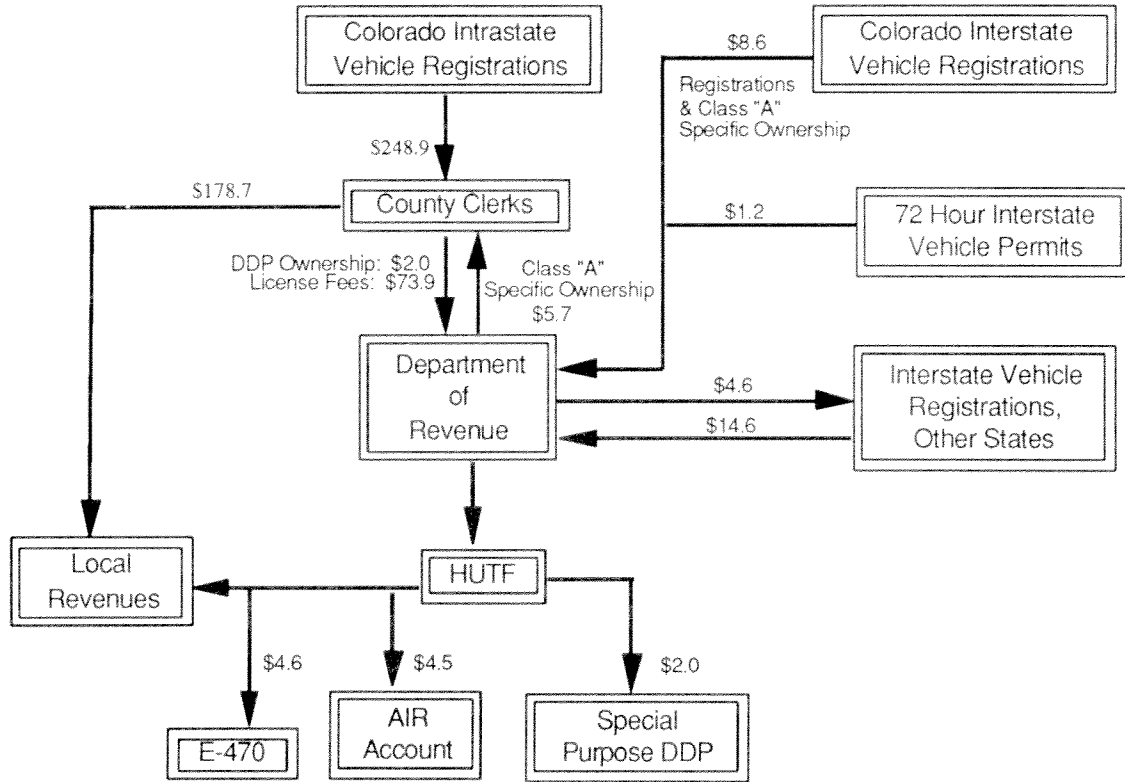 Colorado Intrastate
Vehicle Registrations
$8.6
Colorado Interstate
Vehicle Registrations
Registrations
& Class "A"
Specific Ownership
$248.9
$178.7
County Clerks
$1.2
72 Hour Interstate
Vehicle Permits
DDP Ownership: $2.0
License Fees: $73.9
Class "A"
Specific Ownership
$5.7
Department
of
Revenue
$4.6
$14.6
Interstate Vehicle
Registrations,
Other States
Local
Revenues
HUTF
$4.6
$4.5
$2.0
E-470
AIR
Account
Special
Purpose DDP